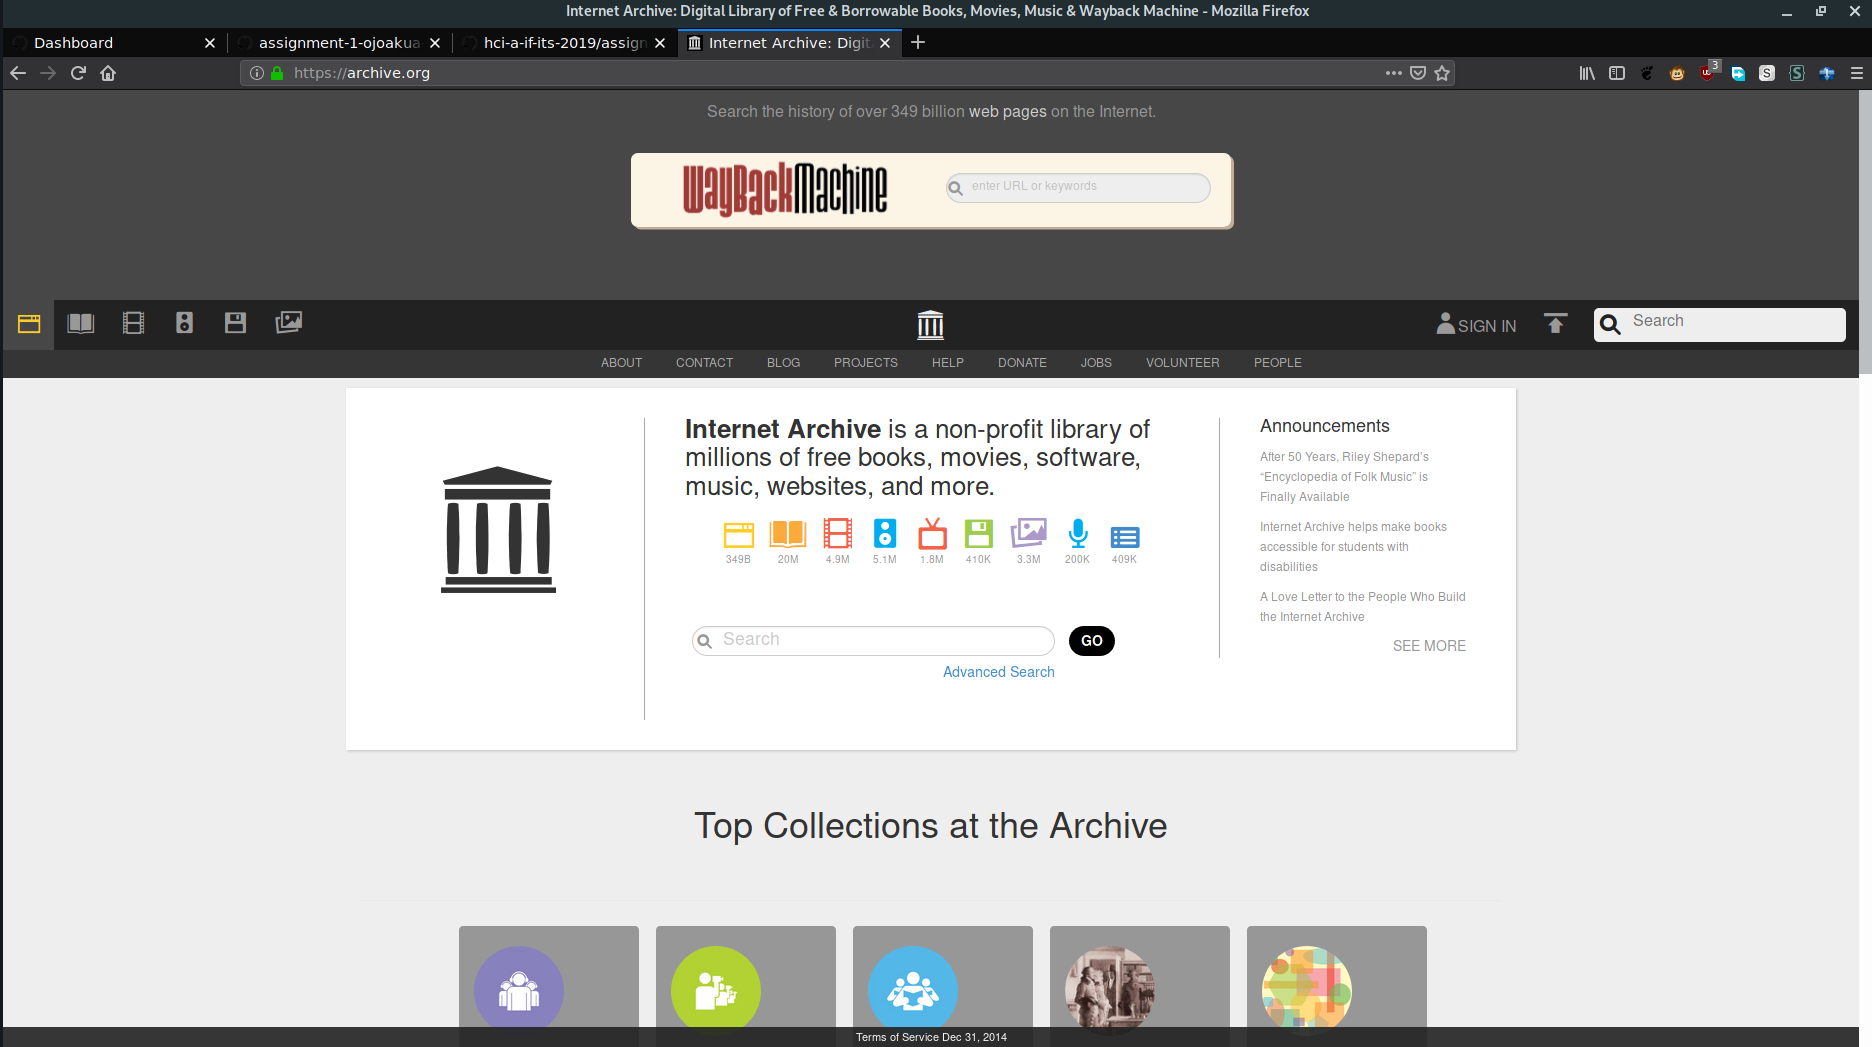 Internet Archive: Digital Library of Free & Borrowable Books, Movies, Music & Wayback Machine - Mozilla Firefox
Dashboard
assignment-1-ojoakua
hci-a-if-its-2019/assign
Internet Archive: Digit
https://archive.org
3
Search the history of over 349 billion web pages on the Internet.
WayBackMachine
enter URL or keywords
SIGN IN
Search
ABOUT CONTACT BLOG PROJECTS HELP DONATE JOBS VOLUNTEER PEOPLE
Internet Archive is a non-profit library of
millions of free books, movies, software,
music, websites, and more.
349B 20M 4.9M 5.1M 1.8M 410K 3.3M 200K 409K
Search
GO
Advanced Search
Announcements
After 50 Years, Riley Shepard’s
“Encyclopedia of Folk Music” is
Finally Available
Internet Archive helps make books
accessible for students with
disabilities
A Love Letter to the People Who Build
the Internet Archive
SEE MORE
Top Collections at the Archive
Terms of Service Dec 31, 2014